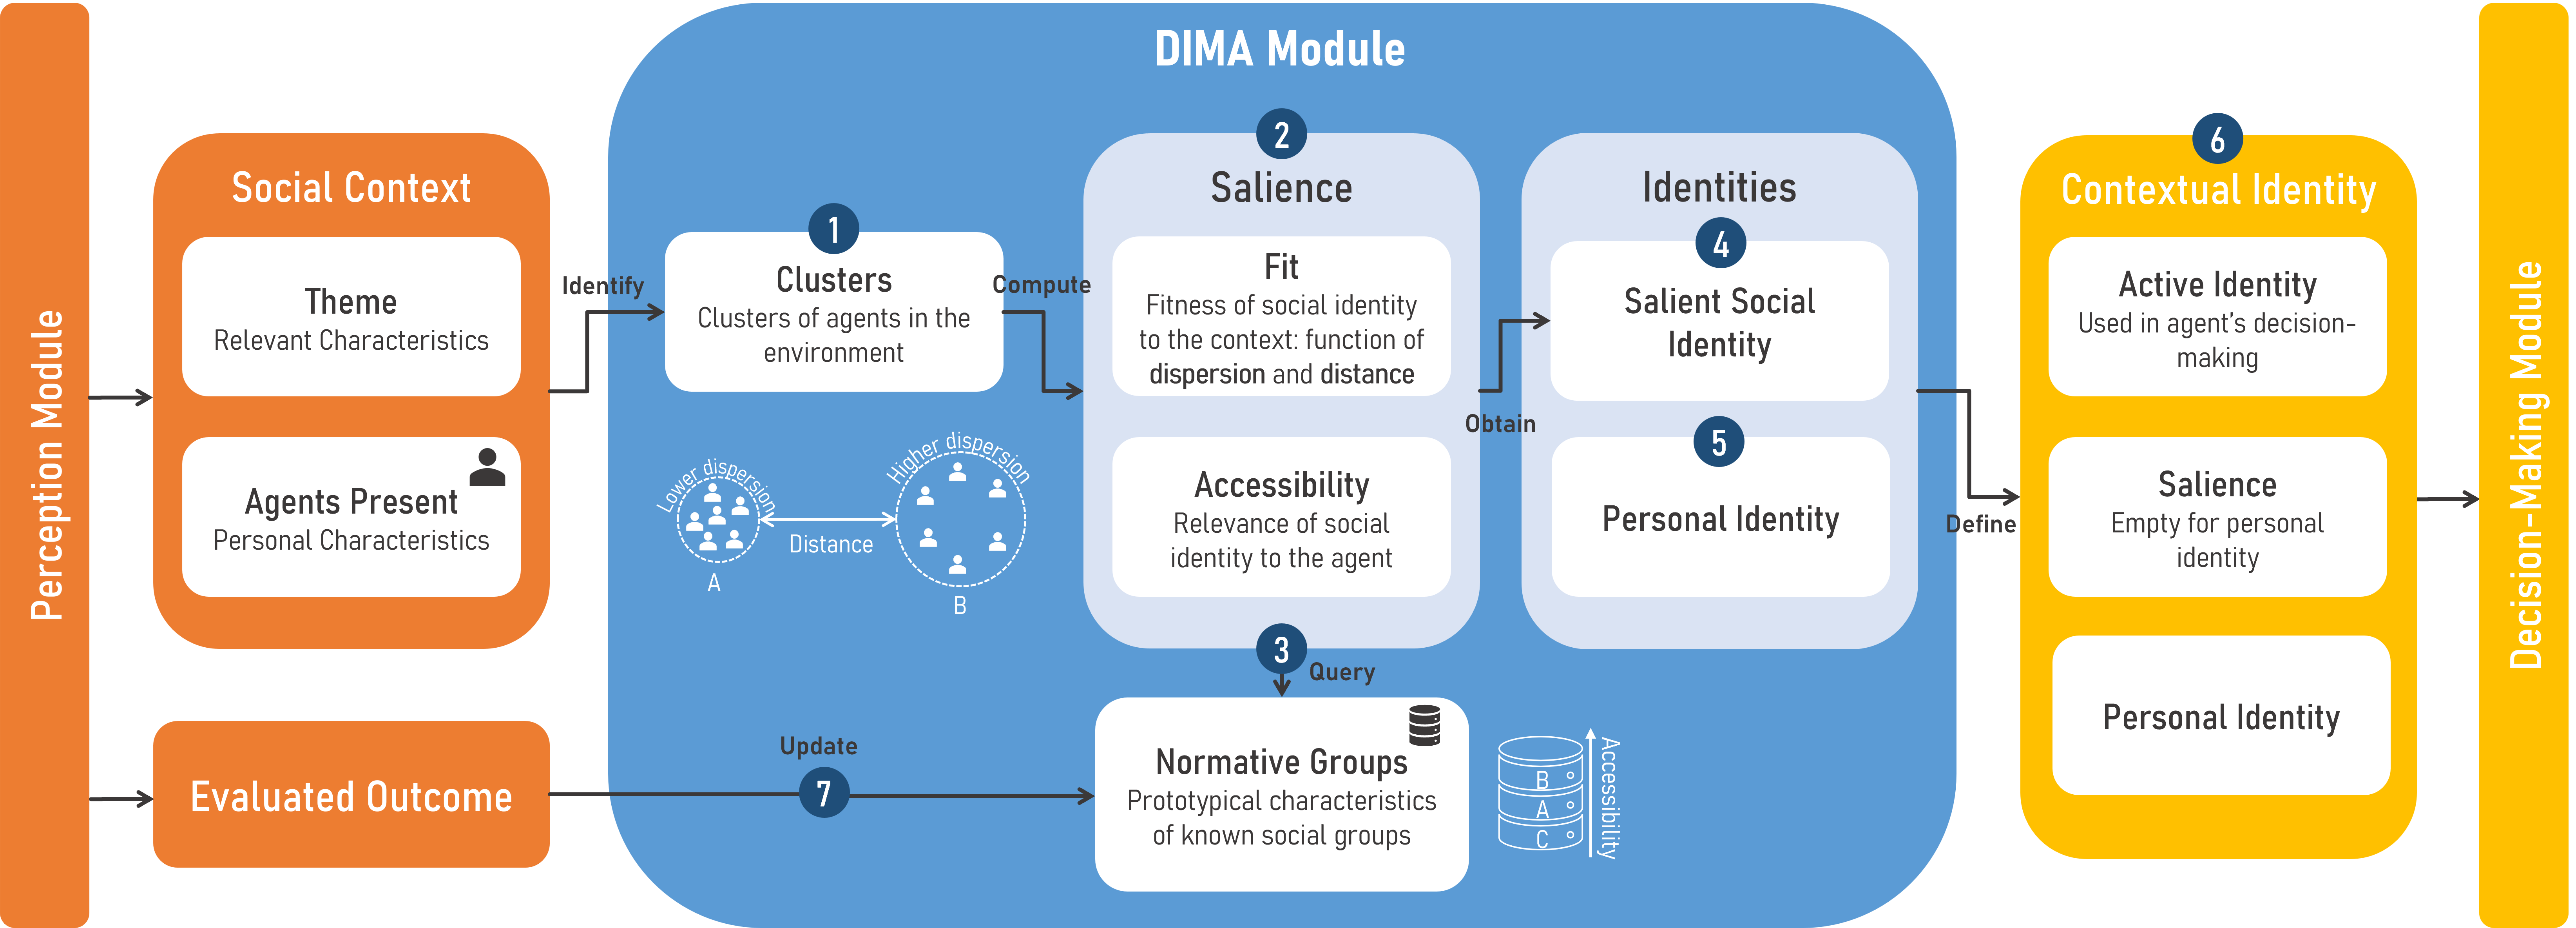 DIMA Module
Perception Module
Social Context
Theme
Relevant Characteristics
Agents Present
Personal Characteristics
Evaluated Outcome
Identify
1
Clusters
Clusters of agents in the
environment
Lower dispersion
A
Distance
Higher dispersion
B
Compute
2
Salience
Fit
Fitness of social identity
to the context: function of
dispersion and distance
Accessibility
Relevance of social
identity to the agent
3
Query
Update
7
Normative Groups
Prototypical characteristics
of known social groups
B
A
C
Accessibility
Obtain
Identities
4
Salient Social
Identity
5
Personal Identity
Define
6
Contextual Identity
Active Identity
Used in agent's decision-
making
Salience
Empty for personal
identity
Personal Identity
Decision-Making Module